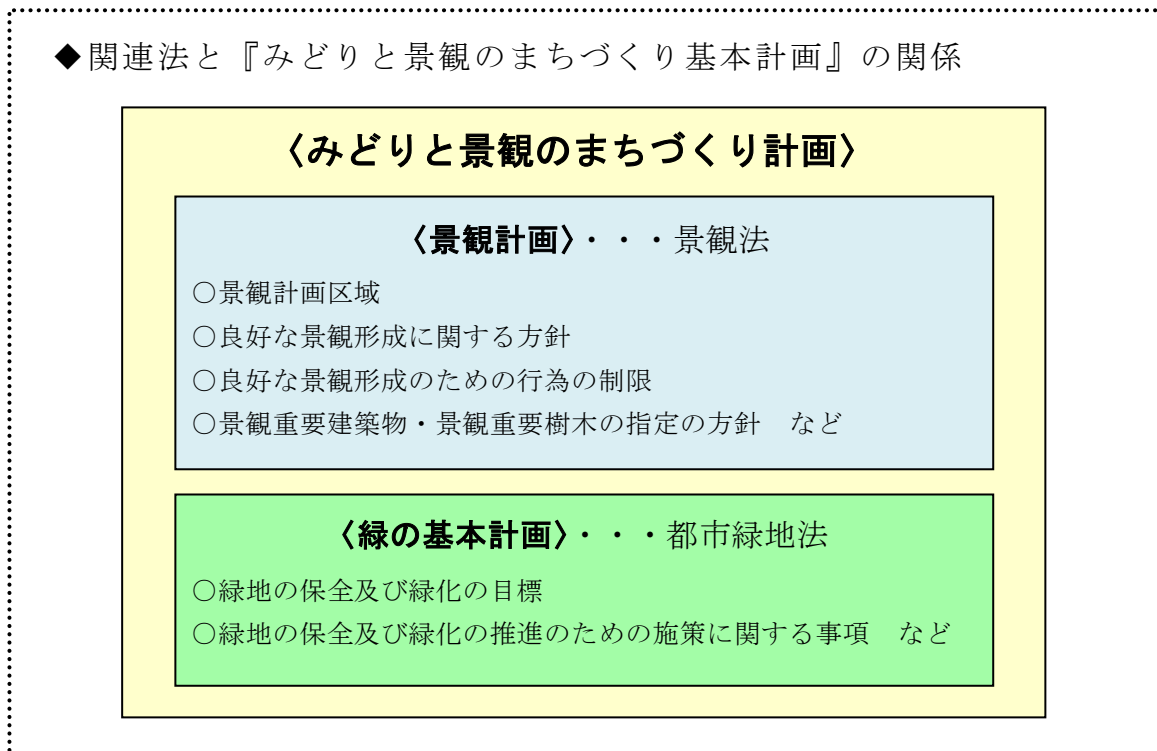 ◆関連法と『みどりと景観のまちづくり基本計画』の関係
〈みどりと景観のまちづくり計画〉
〈景観計画〉・・・景観法
○景観計画区域
○良好な景観形成に関する方針
○良好な景観形成のための行為の制限
○景観重要建築物・景観重要樹木の指定の方針　など
〈緑の基本計画〉・・・都市緑地法
○緑地の保全及び緑化の目標
○緑地の保全及び緑化の推進のための施策に関する事項　など